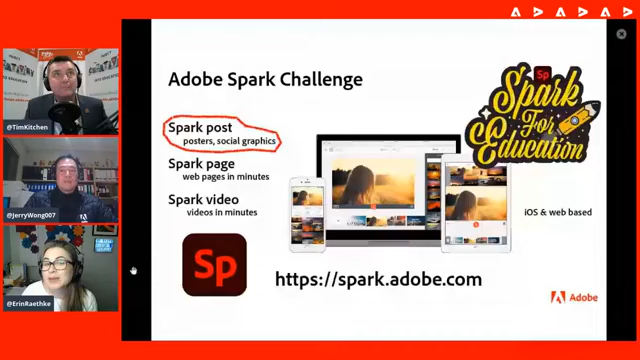 @TimKitchen
@JerryWong007
@ErinRaethke
Adobe Spark Challenge
Spark post
posters, social graphics
Spark page
web pages in minutes
Spark video
videos in minutes
Sp
Spark
For
Education
iOS & web based
Sp
https://spark.adobe.com
Adobe